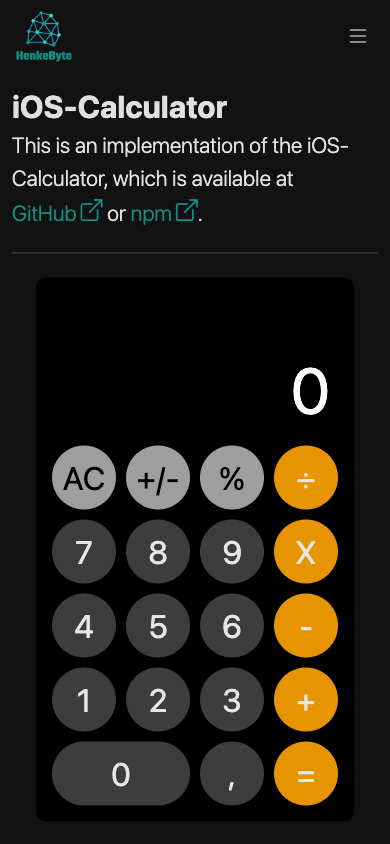 HenkeByte
iOS-Calculator
This is an implementation of the iOS-
Calculator, which is available at
GitHub or npm.
0
AC +/- % ÷
7 8 9 X
4 5 6 -
1 2 3 +
0 , =